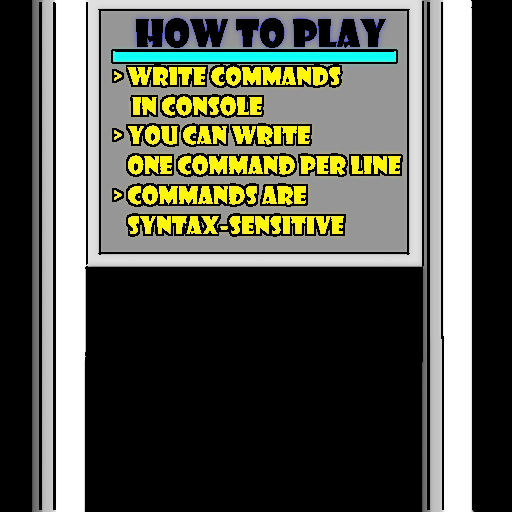 HOW TO PLAY
> WRITE COMMANDS
IN CONSOLE
> YOU CAN WRITE
ONE COMMAND PER LINE
> COMMANDS ARE
SYNTAX-SENSITIVE